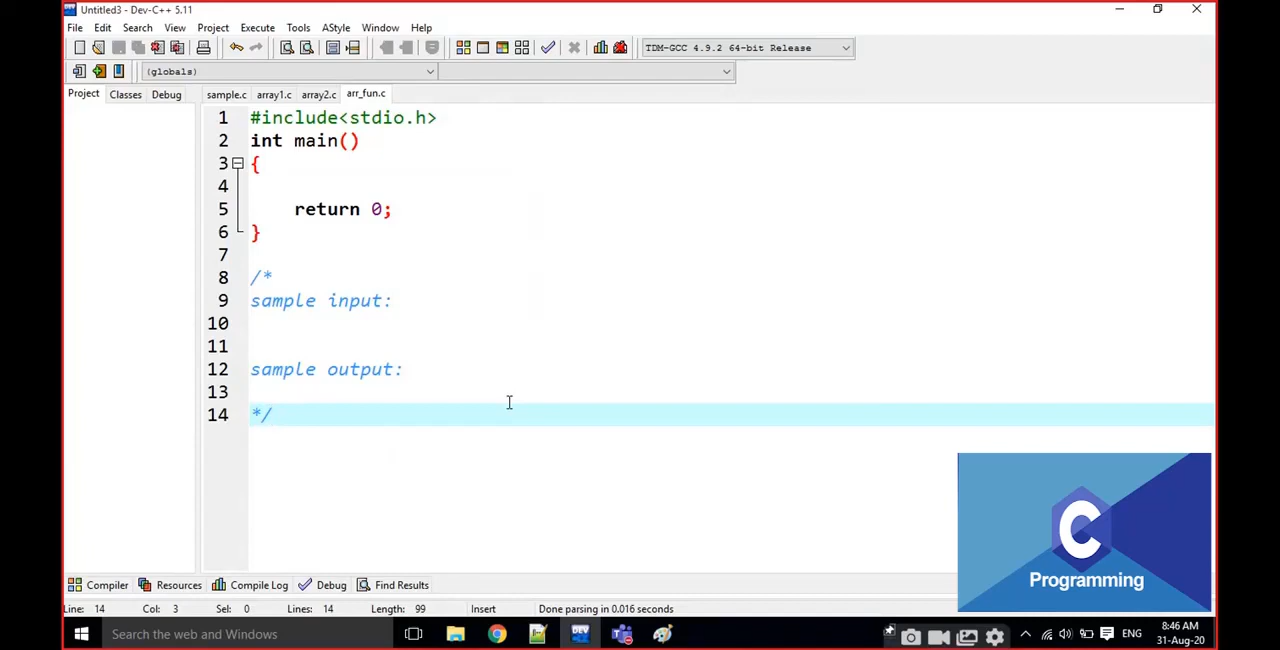 Untitled3 - Dev-C++ 5.11
File Edit Search View Project Execute Tools AStyle Window Help
TDM-GCC 4.9.2 64-bit Release
(globals)
Project Classes Debug sample.c array1.c array2.c arr_fun.c
1 #include<stdio.h>
2 int main()
3 {
4
5 return 0;
6 }
7
8 /*
9 sample input:
10
11
12 sample output:
13
14 */
C
Programming
Compiler Resources Compile Log Debug Find Results
Line: 14 Col: 3 Sel: 0 Lines: 14 Length: 99 Insert Done parsing in 0.016 seconds
Search the web and Windows DEV ENG 8:46 AM
31-Aug-20